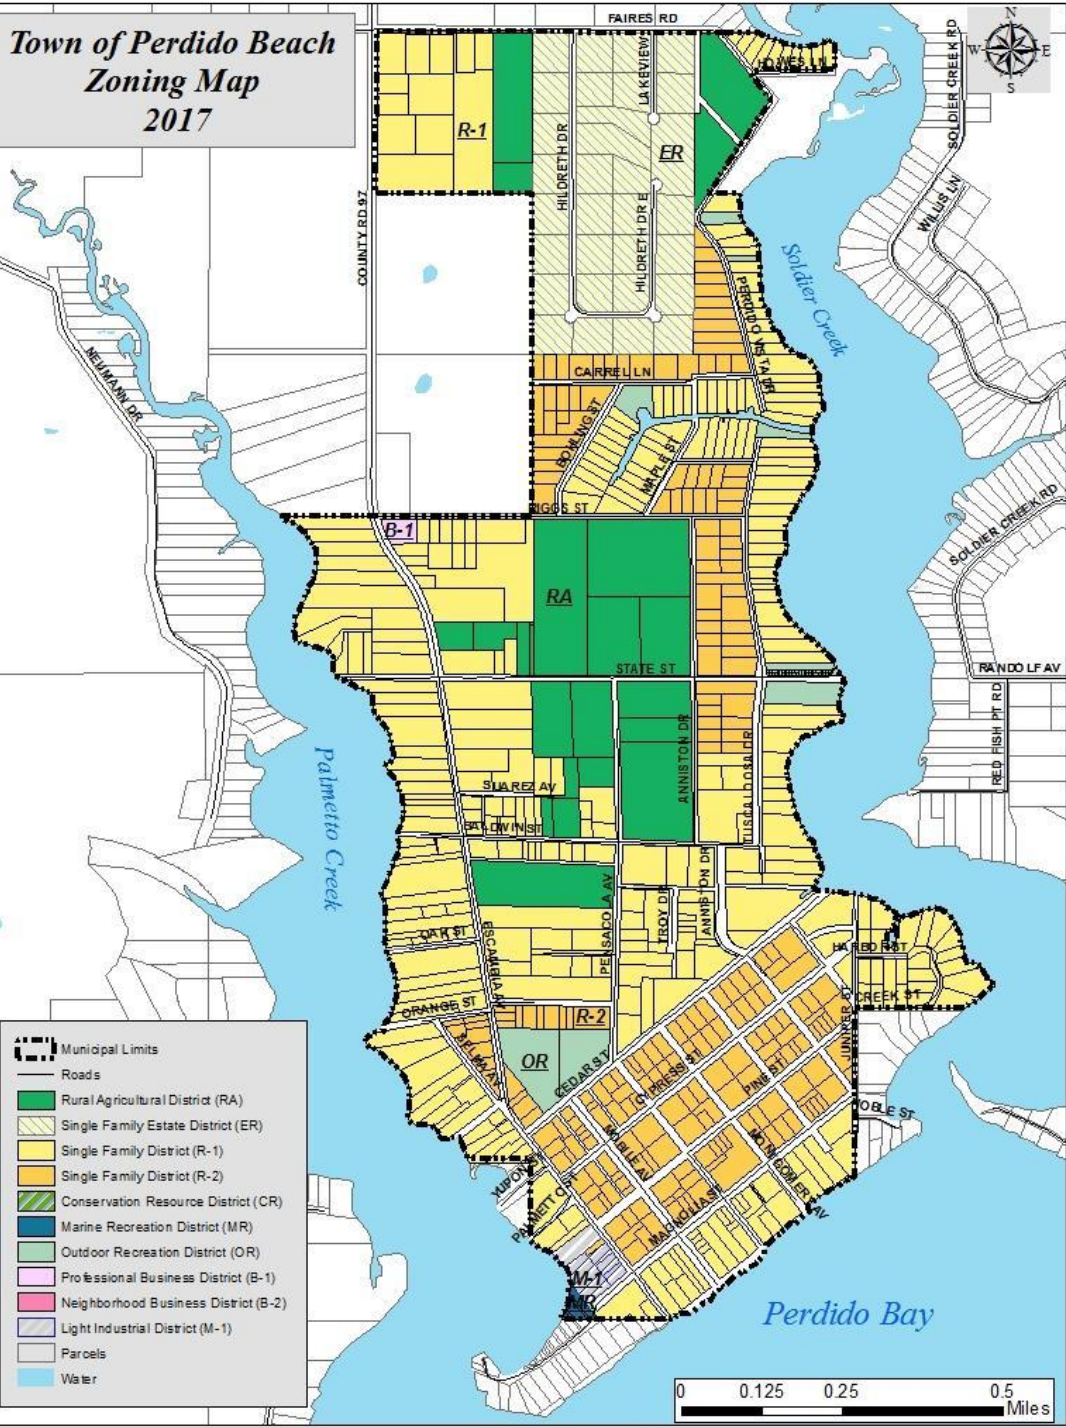 Town of Perdido Beach
Zoning Map
2017
FAIRES RD
HOWES LN
LAKEVIEW
SOLDIER CREEK RD
N
W
E
S
R-1
HILDRETH DR
ER
WILLIS LN
COUNTY RD 97
HILDRETH DR E
Soldier Creek
PERDIDO VISTA DR
NEUMANN DR
CARREL LN
BOHLING ST
MAPLE ST
RIGGS ST
B-1
SOLDIER CREEK RD
RA
STATE ST
RANDOLF AV
RED FISH PT RD
ANNISTON DR
TUSCALOOSA DR
Palmetto Creek
SUAREZ AV
BALDWIN ST
ANNISTON DR
TROY DR
PENSACOLA AV
ESCAMBIA AV
OAK ST
HARBOR ST
CREEK ST
JUNIPER ST
ORANGE ST
R-2
SELMA AV
OR
CEDAR ST
CYPRESS ST
PINE ST
NOBLE ST
MOBILE AV
MONTGOMERY AV
YUPON ST
PALMETTO ST
MAGNOLIA ST
M-1
MR
Perdido Bay
Municipal Limits
Roads
Rural Agricultural District (RA)
Single Family Estate District (ER)
Single Family District (R-1)
Single Family District (R-2)
Conservation Resource District (CR)
Marine Recreation District (MR)
Outdoor Recreation District (OR)
Professional Business District (B-1)
Neighborhood Business District (B-2)
Light Industrial District (M-1)
Parcels
Water
0 0.125 0.25 0.5
Miles